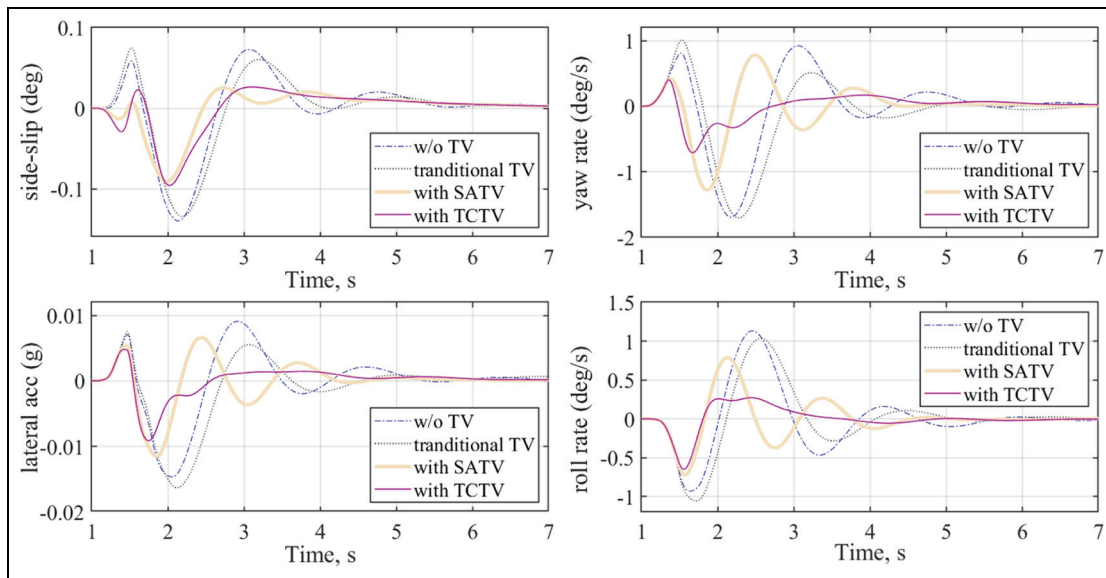 0.1
0
-0.1
side-slip (deg)
w/o TV
tranditional TV
with SATV
with TCTV
1 2 3 4 5 6 7
Time, s
1
0
-1
-2
yaw rate (deg/s)
w/o TV
tranditional TV
with SATV
with TCTV
1 2 3 4 5 6 7
Time, s
0.01
0
-0.01
-0.02
lateral acc (g)
w/o TV
tranditional TV
with SATV
with TCTV
1 2 3 4 5 6 7
Time, s
1.5
1
0.5
0
-0.5
-1
roll rate (deg/s)
w/o TV
tranditional TV
with SATV
with TCTV
1 2 3 4 5 6 7
Time, s